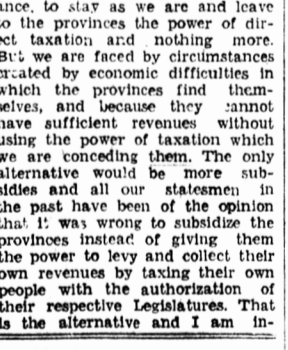 ance, to stay as we are and leave
to the provinces the power of dir-
ect taxation and nothing more.
But we are faced by circumstances
created by economic difficulties in
which the provinces find them-
selves, and because they cannot
have sufficient revenues without
using the power of taxation which
we are conceding them. The only
alternative would be more sub-
sidies and all our statesmen in
the past have been of the opinion
that it was wrong to subsidize the
provinces instead of giving them
the power to levy and collect their
own revenues by taxing their own
people with the authorization of
their respective Legislatures. That
is the alternative and I am in-